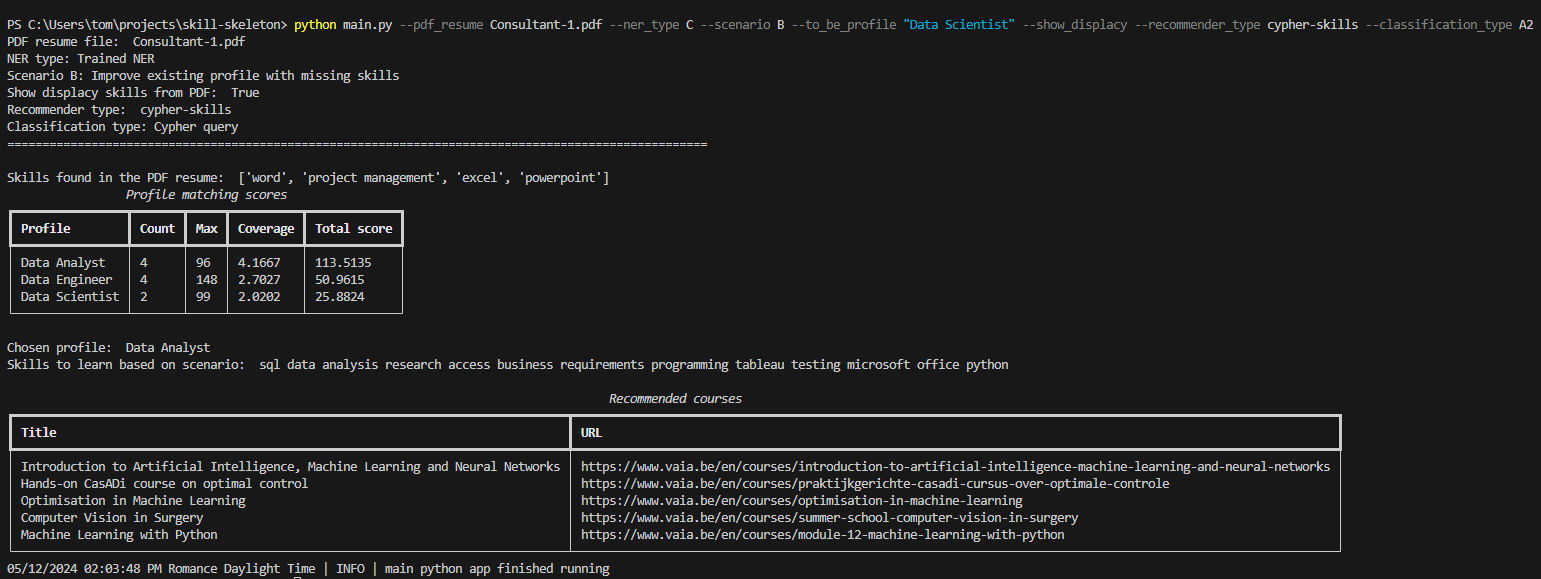 PS C:\Users\tom\projects\skill-skeleton> python main.py --pdf_resume Consultant-1.pdf --ner_type C --scenario B --to_be_profile "Data Scientist" --show_displacy --recommender_type cypher-skills --classification_type A2
PDF resume file:  Consultant-1.pdf
NER type: Trained NER
Scenario B: Improve existing profile with missing skills
Show displacy skills from PDF:  True
Recommender type:  cypher-skills
Classification type: Cypher query
====================================================================================================
Skills found in the PDF resume:  ['word', 'project management', 'excel', 'powerpoint']
Profile matching scores
Profile Count Max Coverage Total score
Data Analyst 4 96 4.1667 113.5135
Data Engineer 4 148 2.7027 50.9615
Data Scientist 2 99 2.0202 25.8824
Chosen profile:  Data Analyst
Skills to learn based on scenario:  sql data analysis research access business requirements programming tableau testing microsoft office python
Recommended courses
Title URL
Introduction to Artificial Intelligence, Machine Learning and Neural Networks https://www.vaia.be/en/courses/introduction-to-artificial-intelligence-machine-learning-and-neural-networks
Hands-on CasADi course on optimal control https://www.vaia.be/en/courses/praktijkgerichte-casadi-cursus-over-optimale-controle
Optimisation in Machine Learning https://www.vaia.be/en/courses/optimisation-in-machine-learning
Computer Vision in Surgery https://www.vaia.be/en/courses/summer-school-computer-vision-in-surgery
Machine Learning with Python https://www.vaia.be/en/courses/module-12-machine-learning-with-python
05/12/2024 02:03:48 PM Romance Daylight Time | INFO | main python app finished running